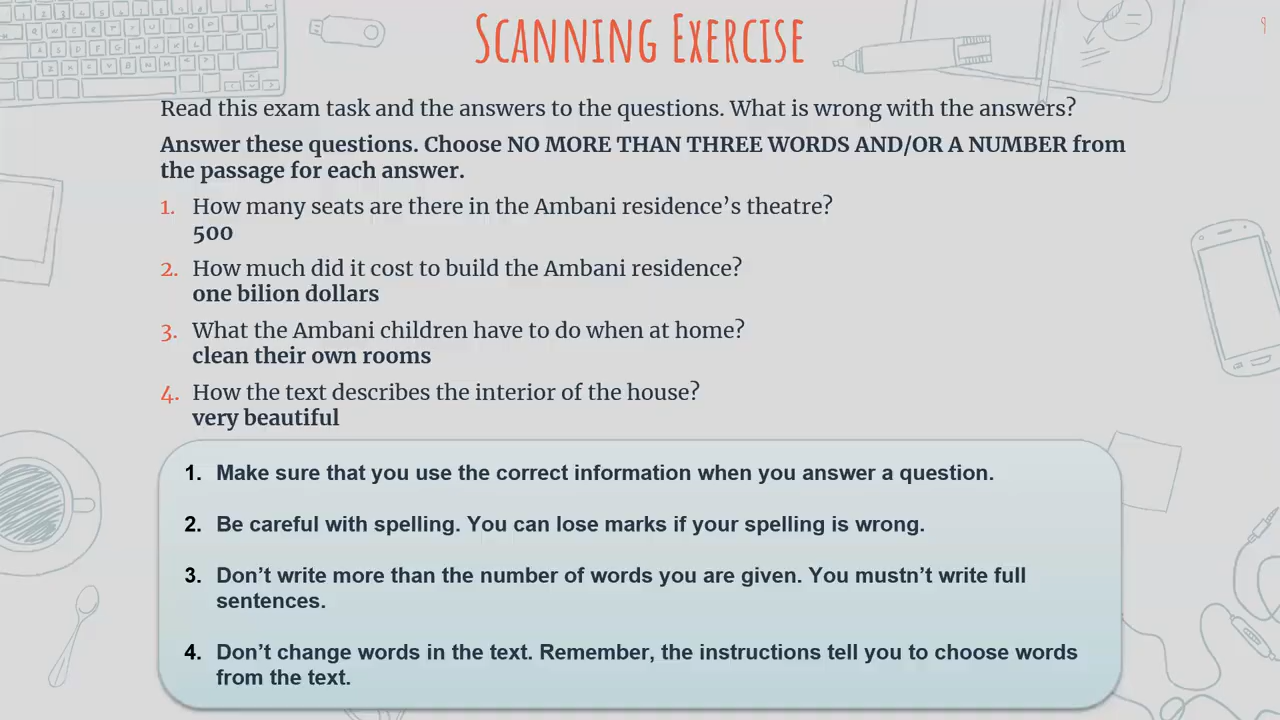 SCANNING EXERCISE
9
Read this exam task and the answers to the questions. What is wrong with the answers?
Answer these questions. Choose NO MORE THAN THREE WORDS AND/OR A NUMBER from
the passage for each answer.
1. How many seats are there in the Ambani residence’s theatre?
500
2. How much did it cost to build the Ambani residence?
one bilion dollars
3. What the Ambani children have to do when at home?
clean their own rooms
4. How the text describes the interior of the house?
very beautiful
1. Make sure that you use the correct information when you answer a question.
2. Be careful with spelling. You can lose marks if your spelling is wrong.
3. Don’t write more than the number of words you are given. You mustn’t write full
sentences.
4. Don’t change words in the text. Remember, the instructions tell you to choose words
from the text.